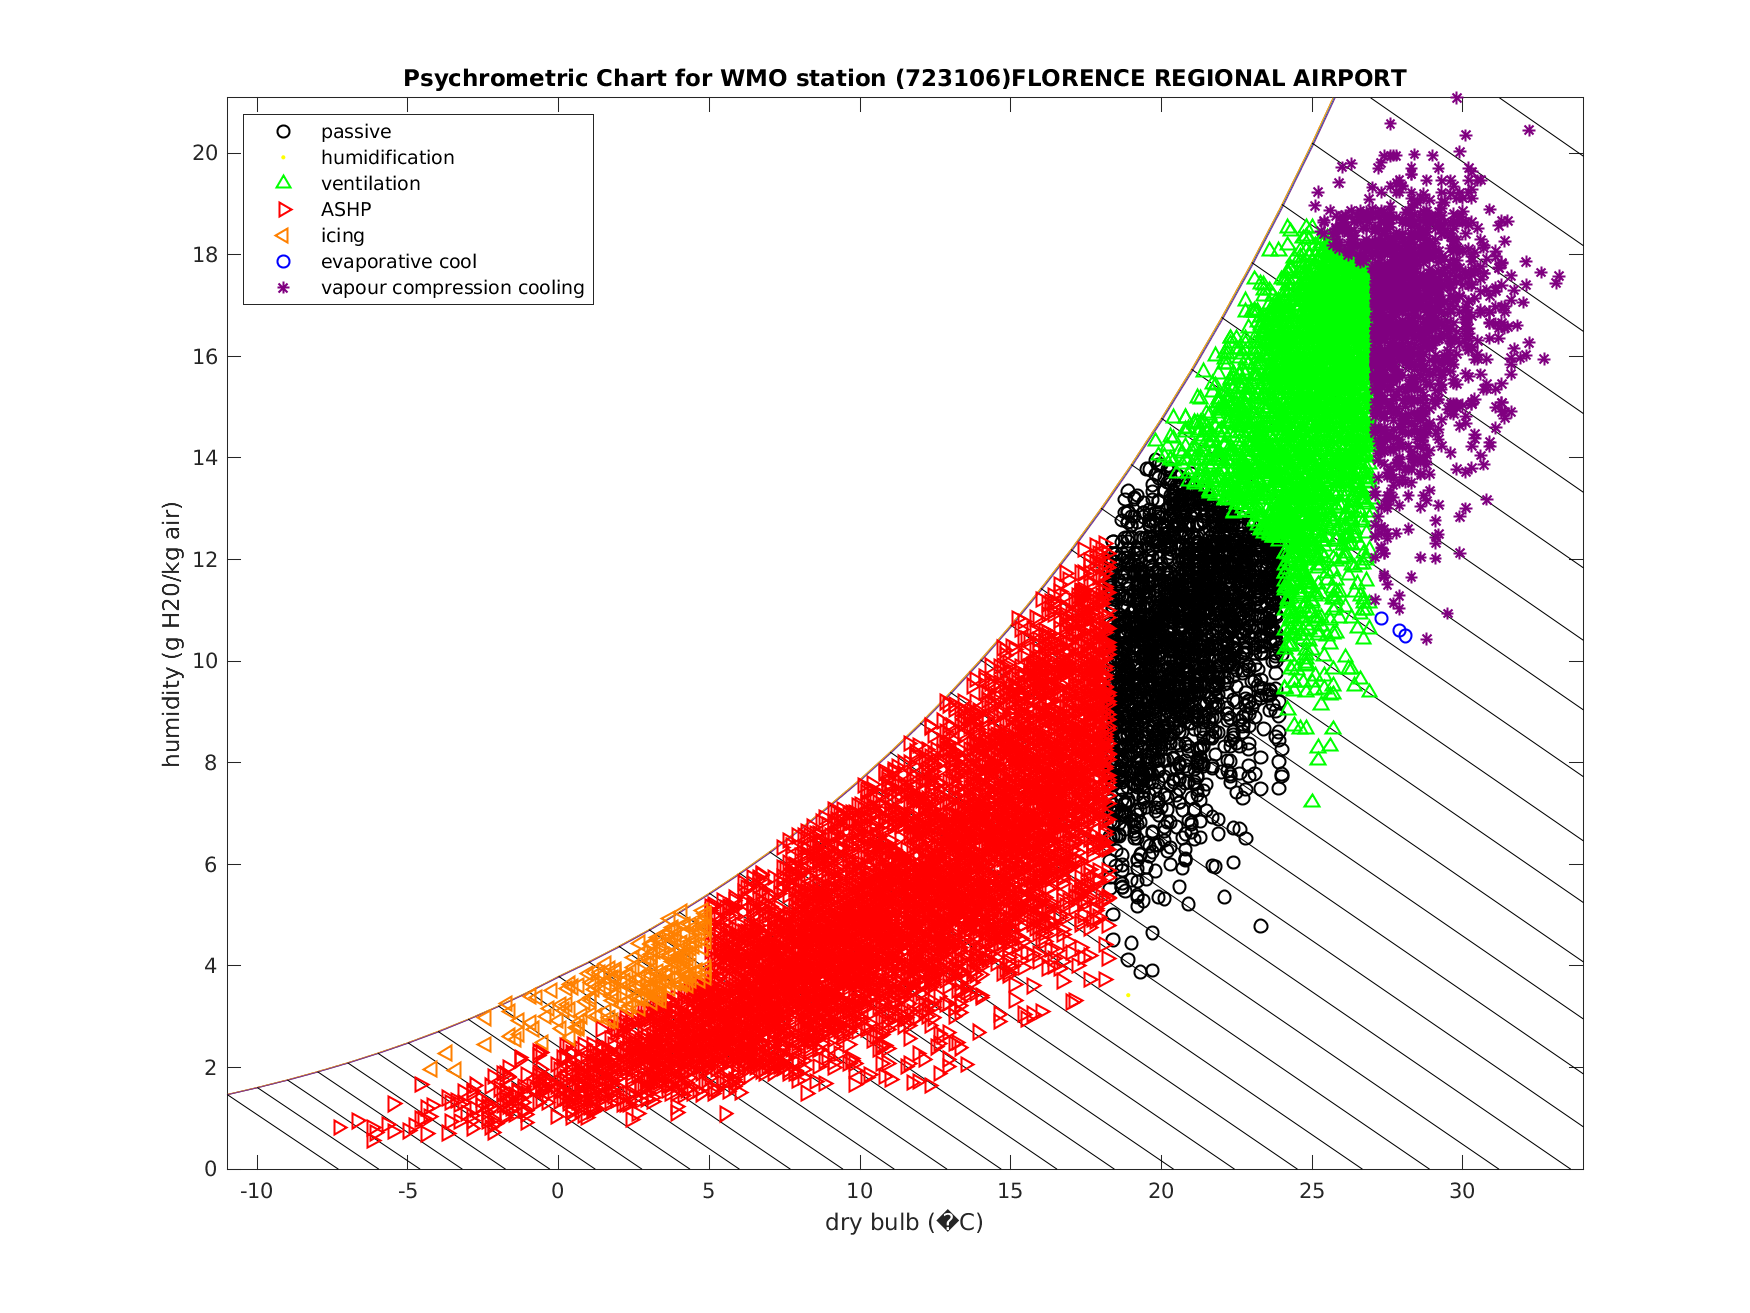 Psychrometric Chart for WMO station (723106)FLORENCE REGIONAL AIRPORT
passive
humidification
ventilation
ASHP
icing
evaporative cool
vapour compression cooling
humidity (g H20/kg air)
20
18
16
14
12
10
8
6
4
2
0
-10 -5 0 5 10 15 20 25 30
dry bulb (�C)